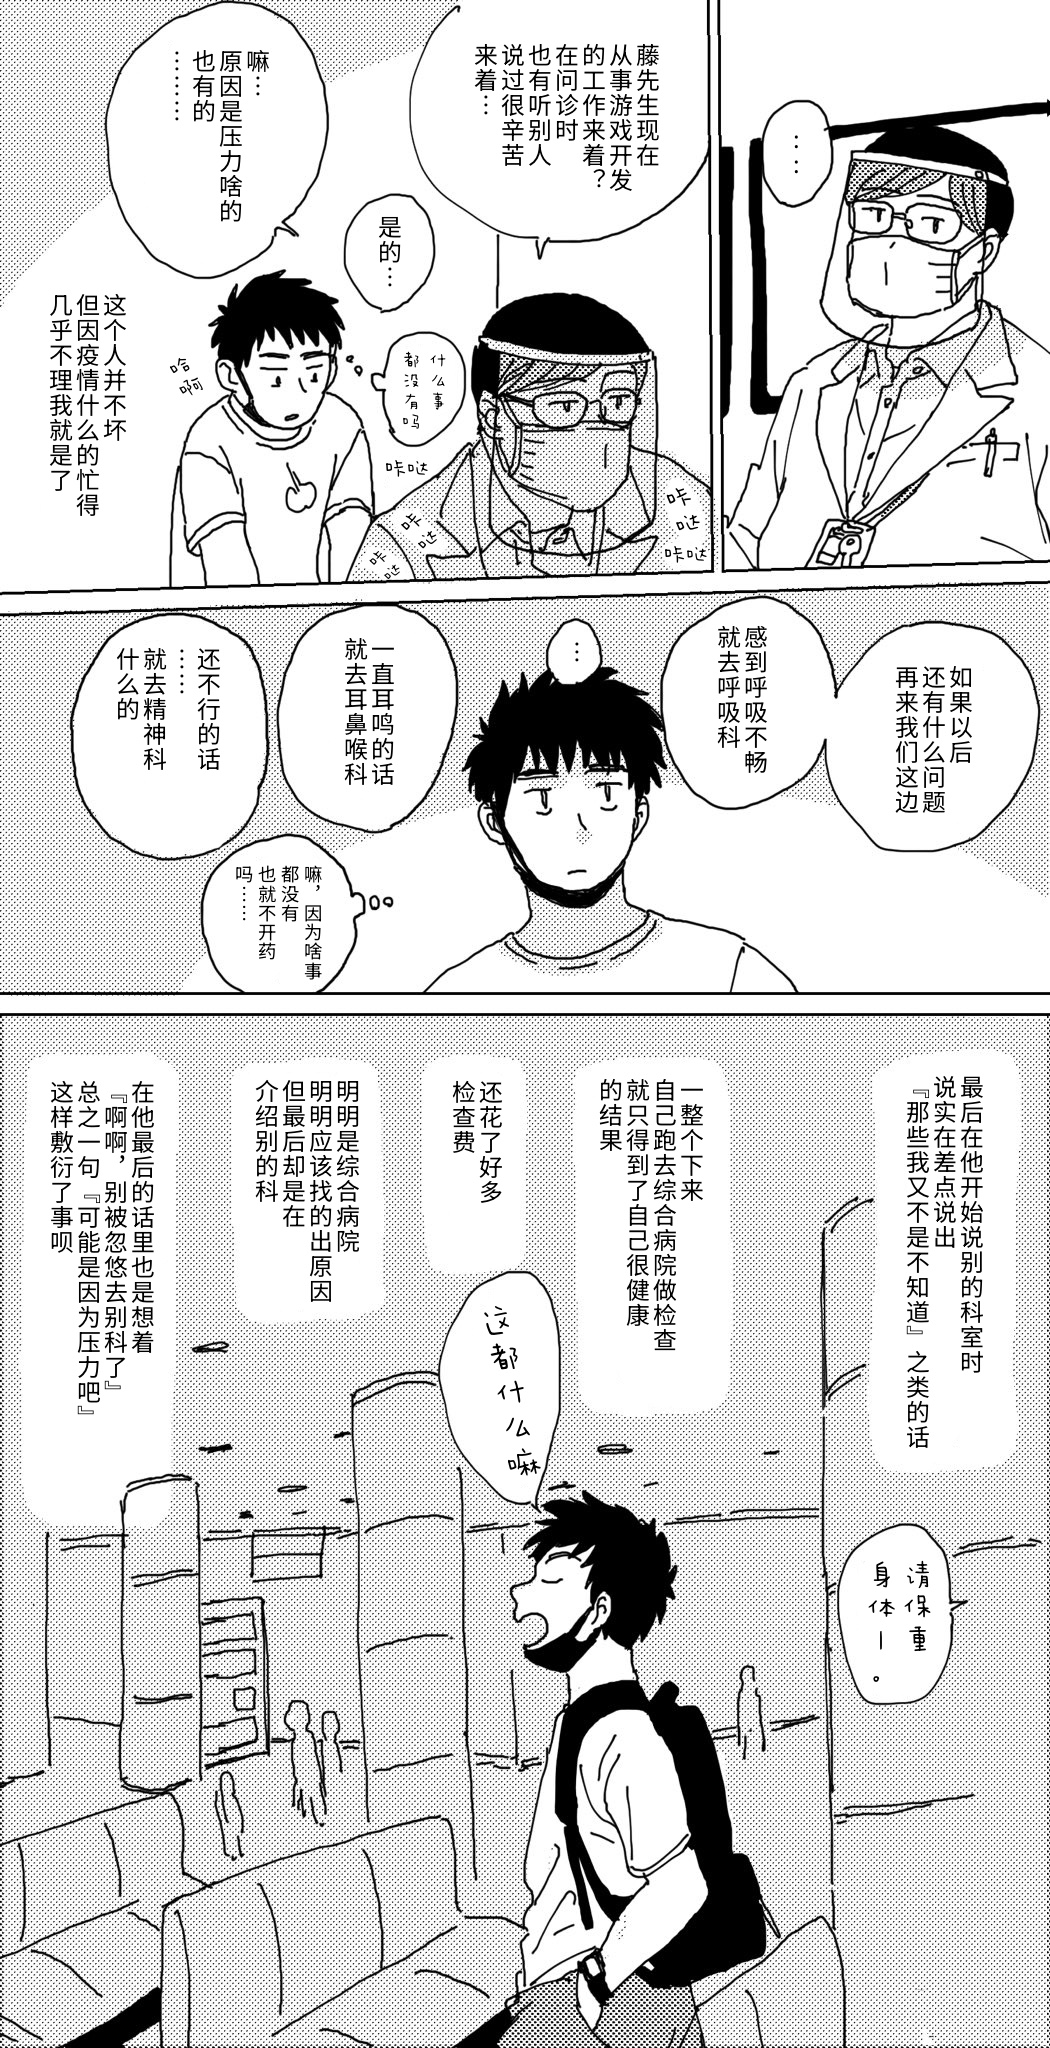 …
藤先生现在
从事游戏开发
的工作来着？
在问诊时
也有听别人
说过很辛苦
来着…
是的…
嘛…
原因是压力啥的
也有的
………
什么事
都没有吗
哈
啊
咔哒
咔哒
咔哒
咔哒
咔哒
这个人并不坏
但因疫情什么的忙得
几乎不理我就是了
如果以后
还有什么问题
再来我们这边
感到呼吸不畅
就去呼吸科
…
一直耳鸣的话
就去耳鼻喉科
还不行的话
……
就去精神科
什么的
嘛，因为啥事
都没有
也就不开药
吗……
最后在他开始说别的科室时
说实在差点说出
『那些我又不是不知道』之类的话
一整个下来
自己跑去综合病院做检查
就只得到了自己很健康
的结果
还花了好多
检查费
明明是综合病院
明明应该找的出原因
但最后却是在
介绍别的科
在他最后的话里也是想着
『啊啊，别被忽悠去别科了』
总之一句『可能是因为压力吧』
这样敷衍了事呗
这都什么嘛
请保重
身体ー。